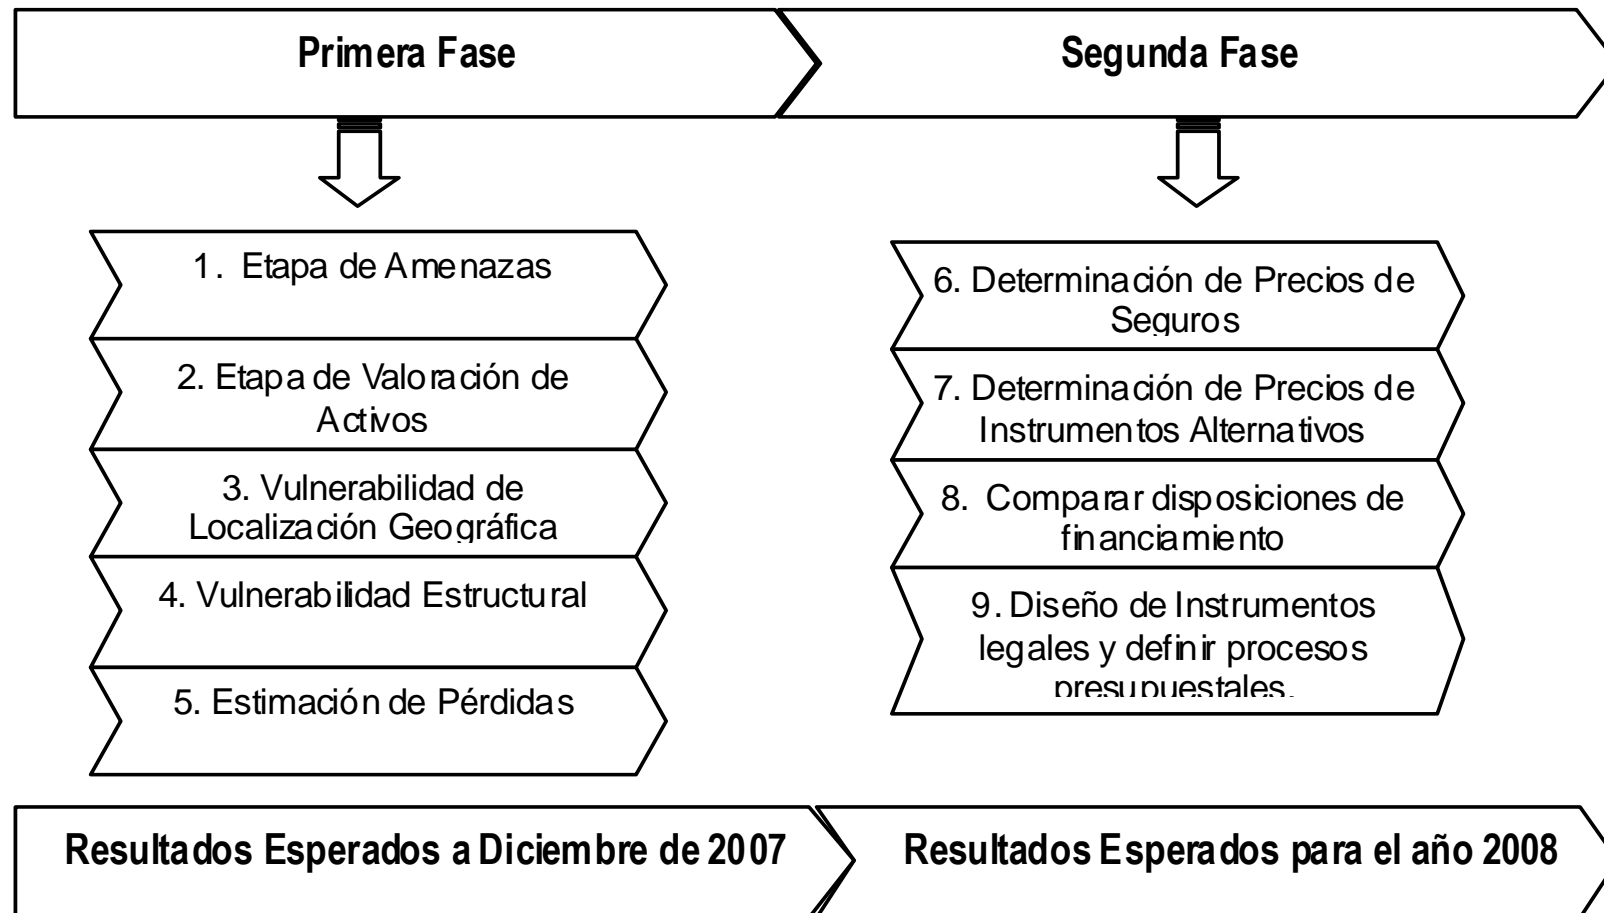 Primera Fase
Segunda Fase
1. Etapa de Amenazas
2. Etapa de Valoración de
Activos
3. Vulnerabilidad de
Localización Geográfica
4. Vulnerabilidad Estructural
5. Estimación de Pérdidas
6. Determinación de Precios de
Seguros
7. Determinación de Precios de
Instrumentos Alternativos
8. Comparar disposiciones de
financiamiento
9. Diseño de Instrumentos
legales y definir procesos
presupuestales.
Resultados Esperados a Diciembre de 2007
Resultados Esperados para el año 2008